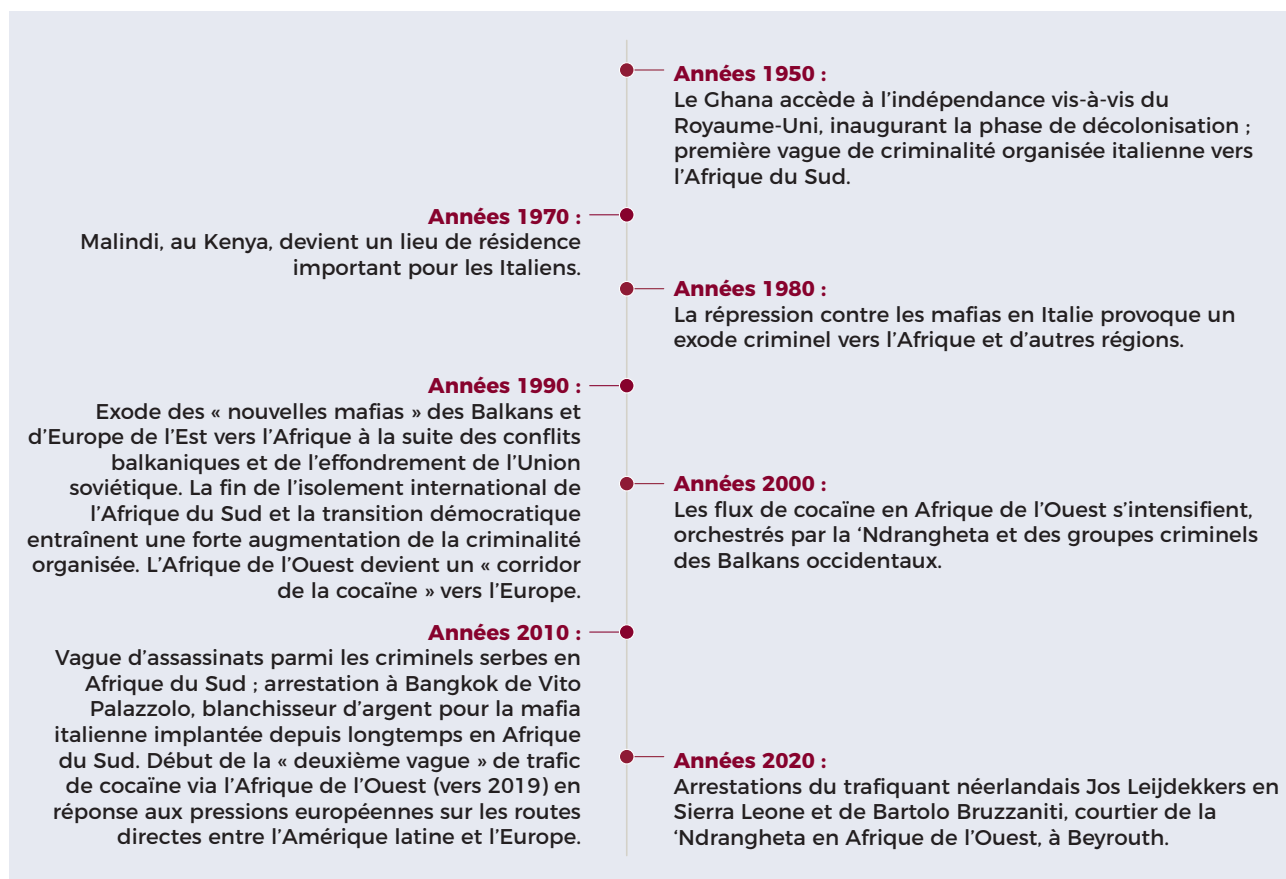 Années 1950 :
Le Ghana accède à l’indépendance vis-à-vis du
Royaume-Uni, inaugurant la phase de décolonisation ;
première vague de criminalité organisée italienne vers
l’Afrique du Sud.
Années 1970 :
Malindi, au Kenya, devient un lieu de résidence
important pour les Italiens.
Années 1980 :
La répression contre les mafias en Italie provoque un
exode criminel vers l’Afrique et d’autres régions.
Années 1990 :
Exode des « nouvelles mafias » des Balkans et
d’Europe de l’Est vers l’Afrique à la suite des conflits
balkaniques et de l’effondrement de l’Union
soviétique. La fin de l’isolement international de
l’Afrique du Sud et la transition démocratique
entraînent une forte augmentation de la criminalité
organisée. L’Afrique de l’Ouest devient un « corridor
de la cocaïne » vers l’Europe.
Années 2000 :
Les flux de cocaïne en Afrique de l’Ouest s’intensifient,
orchestrés par la ‘Ndrangheta et des groupes criminels
des Balkans occidentaux.
Années 2010 :
Vague d’assassinats parmi les criminels serbes en
Afrique du Sud ; arrestation à Bangkok de Vito
Palazzolo, blanchisseur d’argent pour la mafia
italienne implantée depuis longtemps en Afrique
du Sud. Début de la « deuxième vague » de trafic
de cocaïne via l’Afrique de l’Ouest (vers 2019) en
réponse aux pressions européennes sur les routes
directes entre l’Amérique latine et l’Europe.
Années 2020 :
Arrestations du trafiquant néerlandais Jos Leijdekkers en
Sierra Leone et de Bartolo Bruzzaniti, courtier de la
‘Ndrangheta en Afrique de l’Ouest, à Beyrouth.